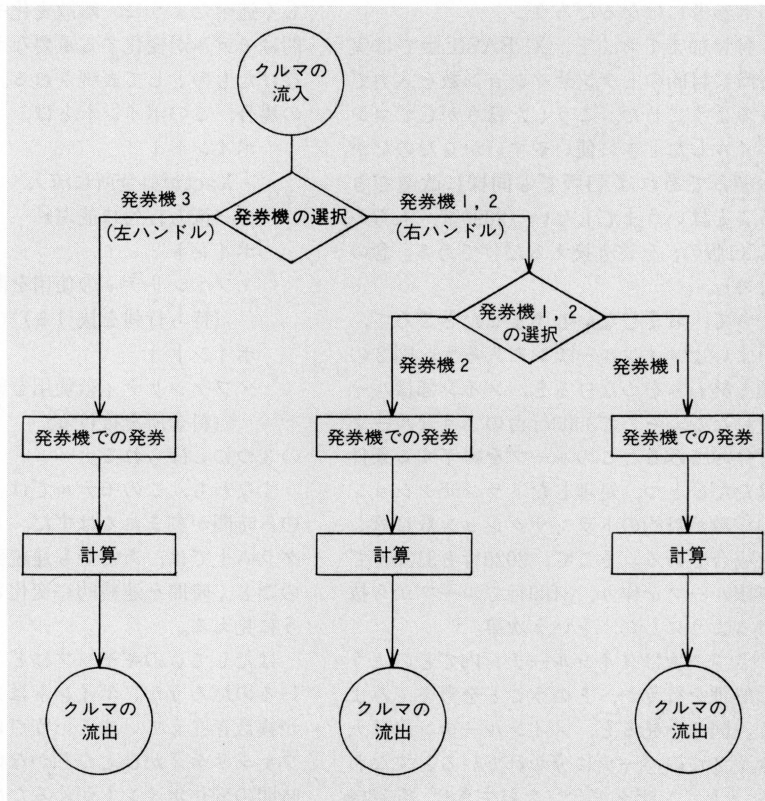 クルマの
流入
発券機3
(左ハンドル)
発券機の選択
発券機1,2
(右ハンドル)
発券機1,2
の選択
発券機2
発券機1
発券機での発券
発券機での発券
発券機での発券
計算
計算
計算
クルマの
流出
クルマの
流出
クルマの
流出